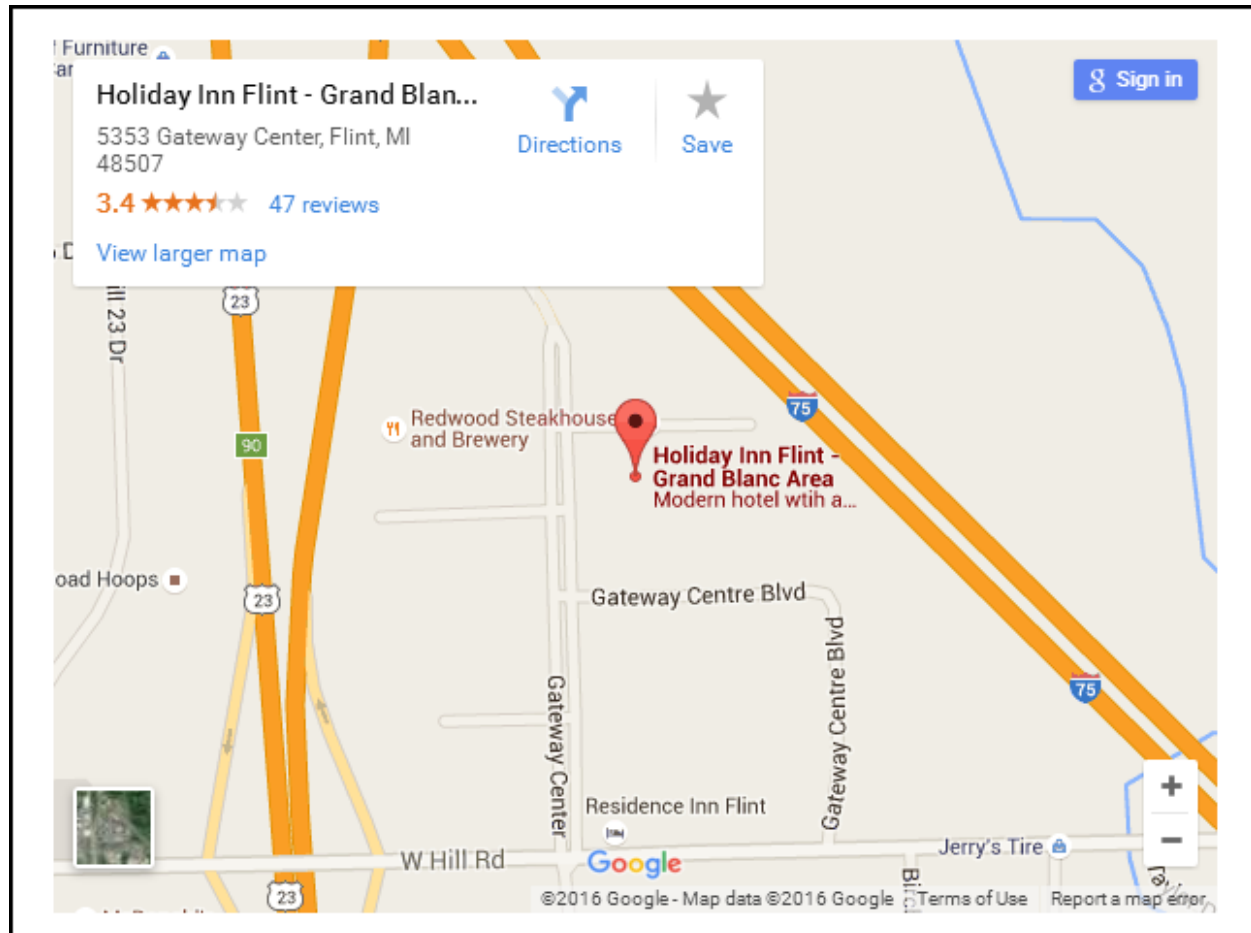 f Furniture
Holiday Inn Flint - Grand Blan...
5353 Gateway Center, Flint, MI
48507
3.4
47 reviews
View larger map
Directions
Save
g Sign in
ill 23 Dr
23
75
Redwood Steakhouse
and Brewery
90
Holiday Inn Flint -
Grand Blanc Area
Modern hotel wtih a...
oad Hoops
23
Gateway Centre Blvd
Gateway Centre Blvd
75
Gateway Center
Residence Inn Flint
W Hill Rd
Google
Jerry's Tire
+
−
23
©2016 Google - Map data ©2016 Google
Terms of Use
Report a map error